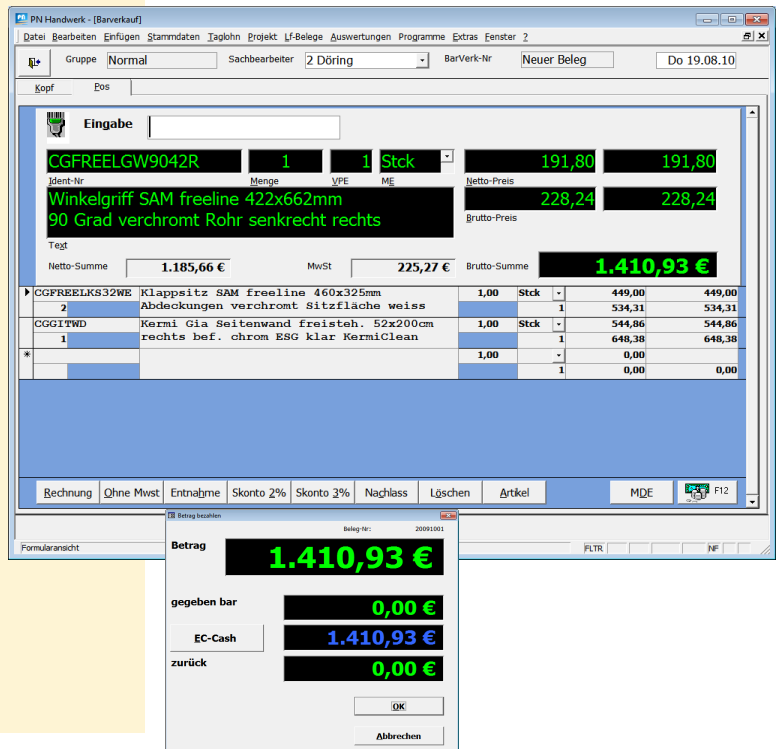 PN Handwerk - [Barverkauf]
Datei Bearbeiten Einfügen Stammdaten Taglohn Projekt Lf-Belege Auswertungen Programme Extras Fenster ?
Gruppe Normal Sachbearbeiter 2 Döring BarVerk-Nr Neuer Beleg Do 19.08.10
Kopf Pos
Eingabe
CGFREELGW9042R 1 1 Stck 191,80 191,80
Ident-Nr Menge VPE ME Netto-Preis
Winkelgriff SAM freeline 422x662mm 228,24 228,24
90 Grad verchromt Rohr senkrecht rechts Brutto-Preis
Text
Netto-Summe 1.185,66 € MwSt 225,27 € Brutto-Summe 1.410,93 €
CGFREELKS32WE Klappsitz SAM freeline 460x325mm 1,00 Stck 449,00 449,00
2 Abdeckungen verchromt Sitzfläche weiss 1 534,31 534,31
CGGITWD Kermi Gia Seitenwand freisteh. 52x200cm 1,00 Stck 544,86 544,86
1 rechts bef. chrom ESG klar KermiClean 1 648,38 648,38
* 1,00 0,00
1 0,00 0,00
Rechnung Ohne Mwst Entnahme Skonto 2% Skonto 3% Nachlass Löschen Artikel MDE F12
Formularansicht FLTR NF
Betrag bezahlen
Beleg-Nr: 20091001
Betrag 1.410,93 €
gegeben bar 0,00 €
EC-Cash 1.410,93 €
zurück 0,00 €
OK
Abbrechen